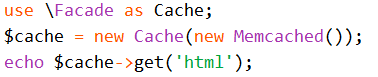 use \Facade as Cache;
$cache = new Cache(new Memcached());
echo $cache->get('html');